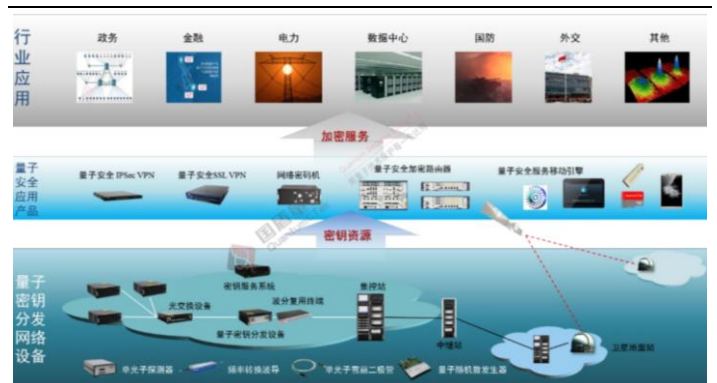 行业应用
政务 金融 电力 数据中心 国防 外交 其他
加密服务
量子安全应用产品
量子安全 IPSec VPN 量子安全SSL VPN 网络密码机 量子安全加密路由器 量子安全服务移动引擎
密钥资源
量子密钥分发网络设备
密钥服务系统
光交换设备 波分复用终端 集控站
量子密钥分发设备
中继站 卫星地面站
单光子探测器 频率转换波导 单光子雪崩二极管 量子随机数发生器